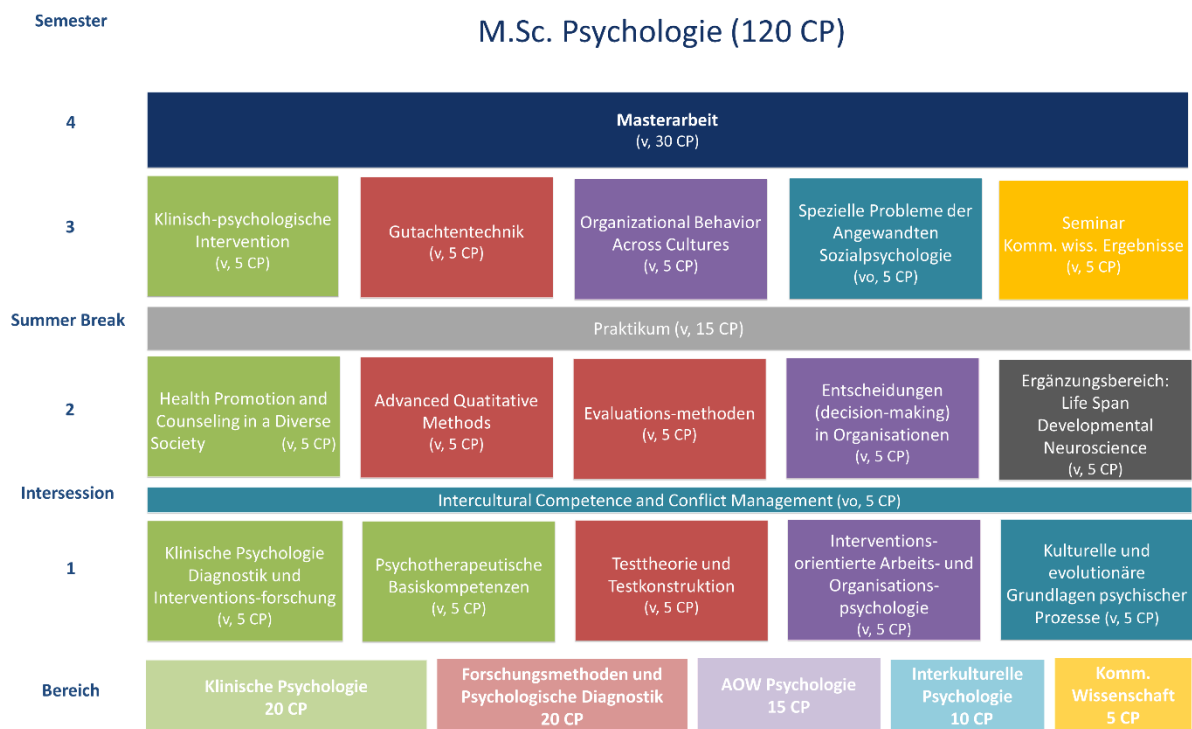 Semester
M.Sc. Psychologie (120 CP)
4
Masterarbeit
(v, 30 CP)
3
Klinisch-psychologische
Intervention
(v, 5 CP)
Gutachtentechnik
(v, 5 CP)
Organizational Behavior
Across Cultures
(v, 5 CP)
Spezielle Probleme der
Angewandten
Sozialpsychologie
(vo, 5 CP)
Seminar
Komm. wiss. Ergebnisse
(v, 5 CP)
Summer Break
Praktikum (v, 15 CP)
2
Health Promotion and
Counseling in a Diverse
Society (v, 5 CP)
Advanced Quatitative
Methods
(v, 5 CP)
Evaluations-methoden
(v, 5 CP)
Entscheidungen
(decision-making)
in Organisationen
(v, 5 CP)
Ergänzungsbereich:
Life Span
Developmental
Neuroscience
(v, 5 CP)
Intersession
Intercultural Competence and Conflict Management (vo, 5 CP)
1
Klinische Psychologie
Diagnostik und
Interventions-forschung
(v, 5 CP)
Psychotherapeutische
Basiskompetenzen
(v, 5 CP)
Testtheorie und
Testkonstruktion
(v, 5 CP)
Interventions-
orientierte Arbeits- und
Organisations-
psychologie
(v, 5 CP)
Kulturelle und
evolutionäre
Grundlagen psychischer
Prozesse (v, 5 CP)
Bereich
Klinische Psychologie
20 CP
Forschungsmethoden und
Psychologische Diagnostik
20 CP
AOW Psychologie
15 CP
Interkulturelle
Psychologie
10 CP
Komm.
Wissenschaft
5 CP